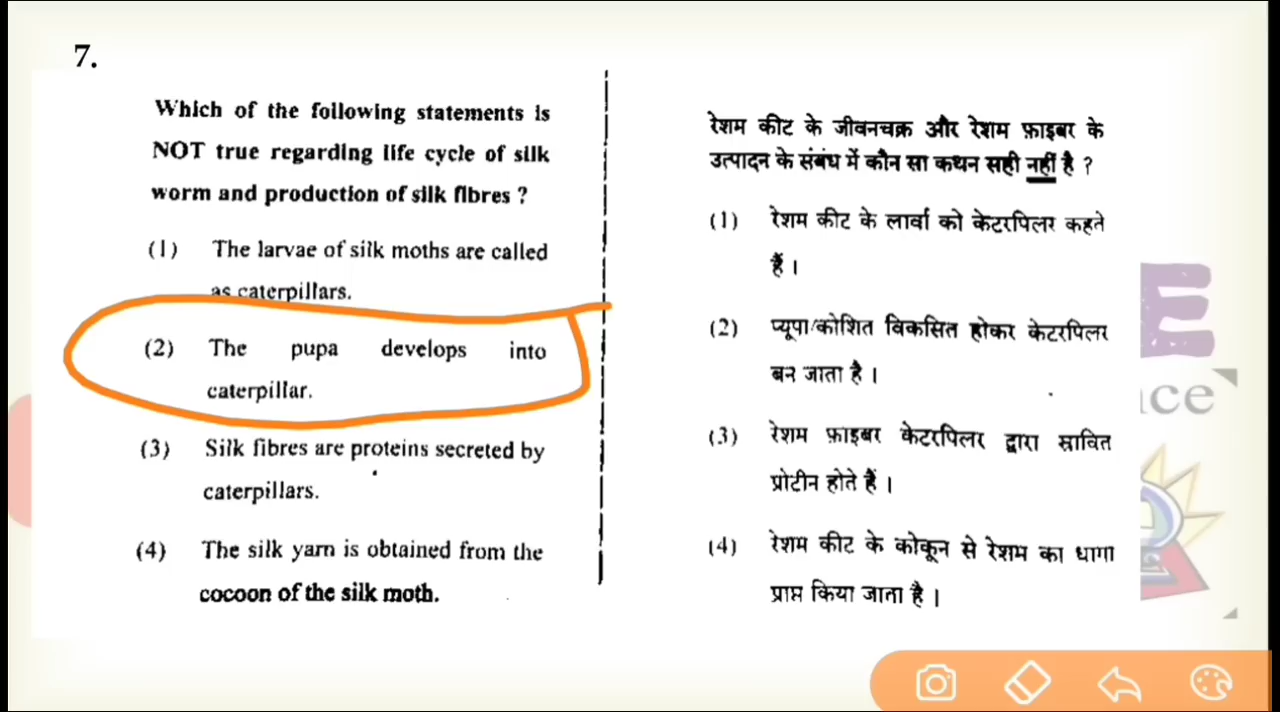 7.
Which of the following statements is
NOT true regarding life cycle of silk
worm and production of silk fibres ?
(1) The larvae of silk moths are called
as caterpillars.
(2) The pupa develops into
caterpillar.
(3) Silk fibres are proteins secreted by
caterpillars.
(4) The silk yarn is obtained from the
cocoon of the silk moth.
रेशम कीट के जीवनचक्र और रेशम फ़ाइबर के
उत्पादन के संबंध में कौन सा कथन सही नहीं है ?
(1) रेशम कीट के लार्वा को केटरपिलर कहते
हैं ।
(2) प्यूपा/कोशित विकसित होकर केटरपिलर
बन जाता है ।
(3) रेशम फ़ाइबर केटरपिलर द्वारा स्रावित
प्रोटीन होते हैं ।
(4) रेशम कीट के कोकून से रेशम का धागा
प्राप्त किया जाता है ।
E
ce